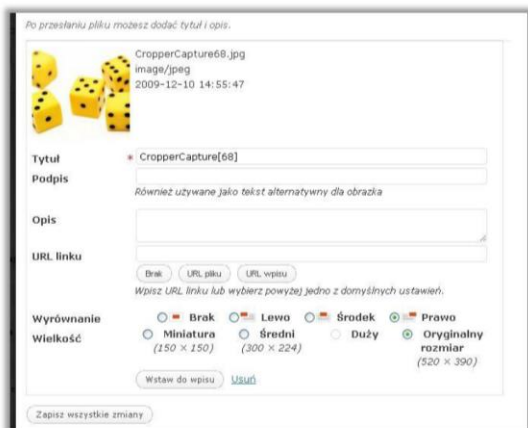 Po przesłaniu pliku możesz dodać tytuł i opis.
CropperCapture68.jpg
image/jpeg
2009-12-10 14:55:47
Tytuł * CropperCapture[68]
Podpis
Również używane jako tekst alternatywny dla obrazka
Opis
URL linku
Brak URL pliku URL wpisu
Wpisz URL linku lub wybierz powyżej jedno z domyślnych ustawień.
Wyrównanie Brak Lewo Środek Prawo
Wielkość Miniatura Średni Duży Oryginalny
(150 × 150) (300 × 224) rozmiar
(520 × 390)
Wstaw do wpisu Usuń
Zapisz wszystkie zmiany